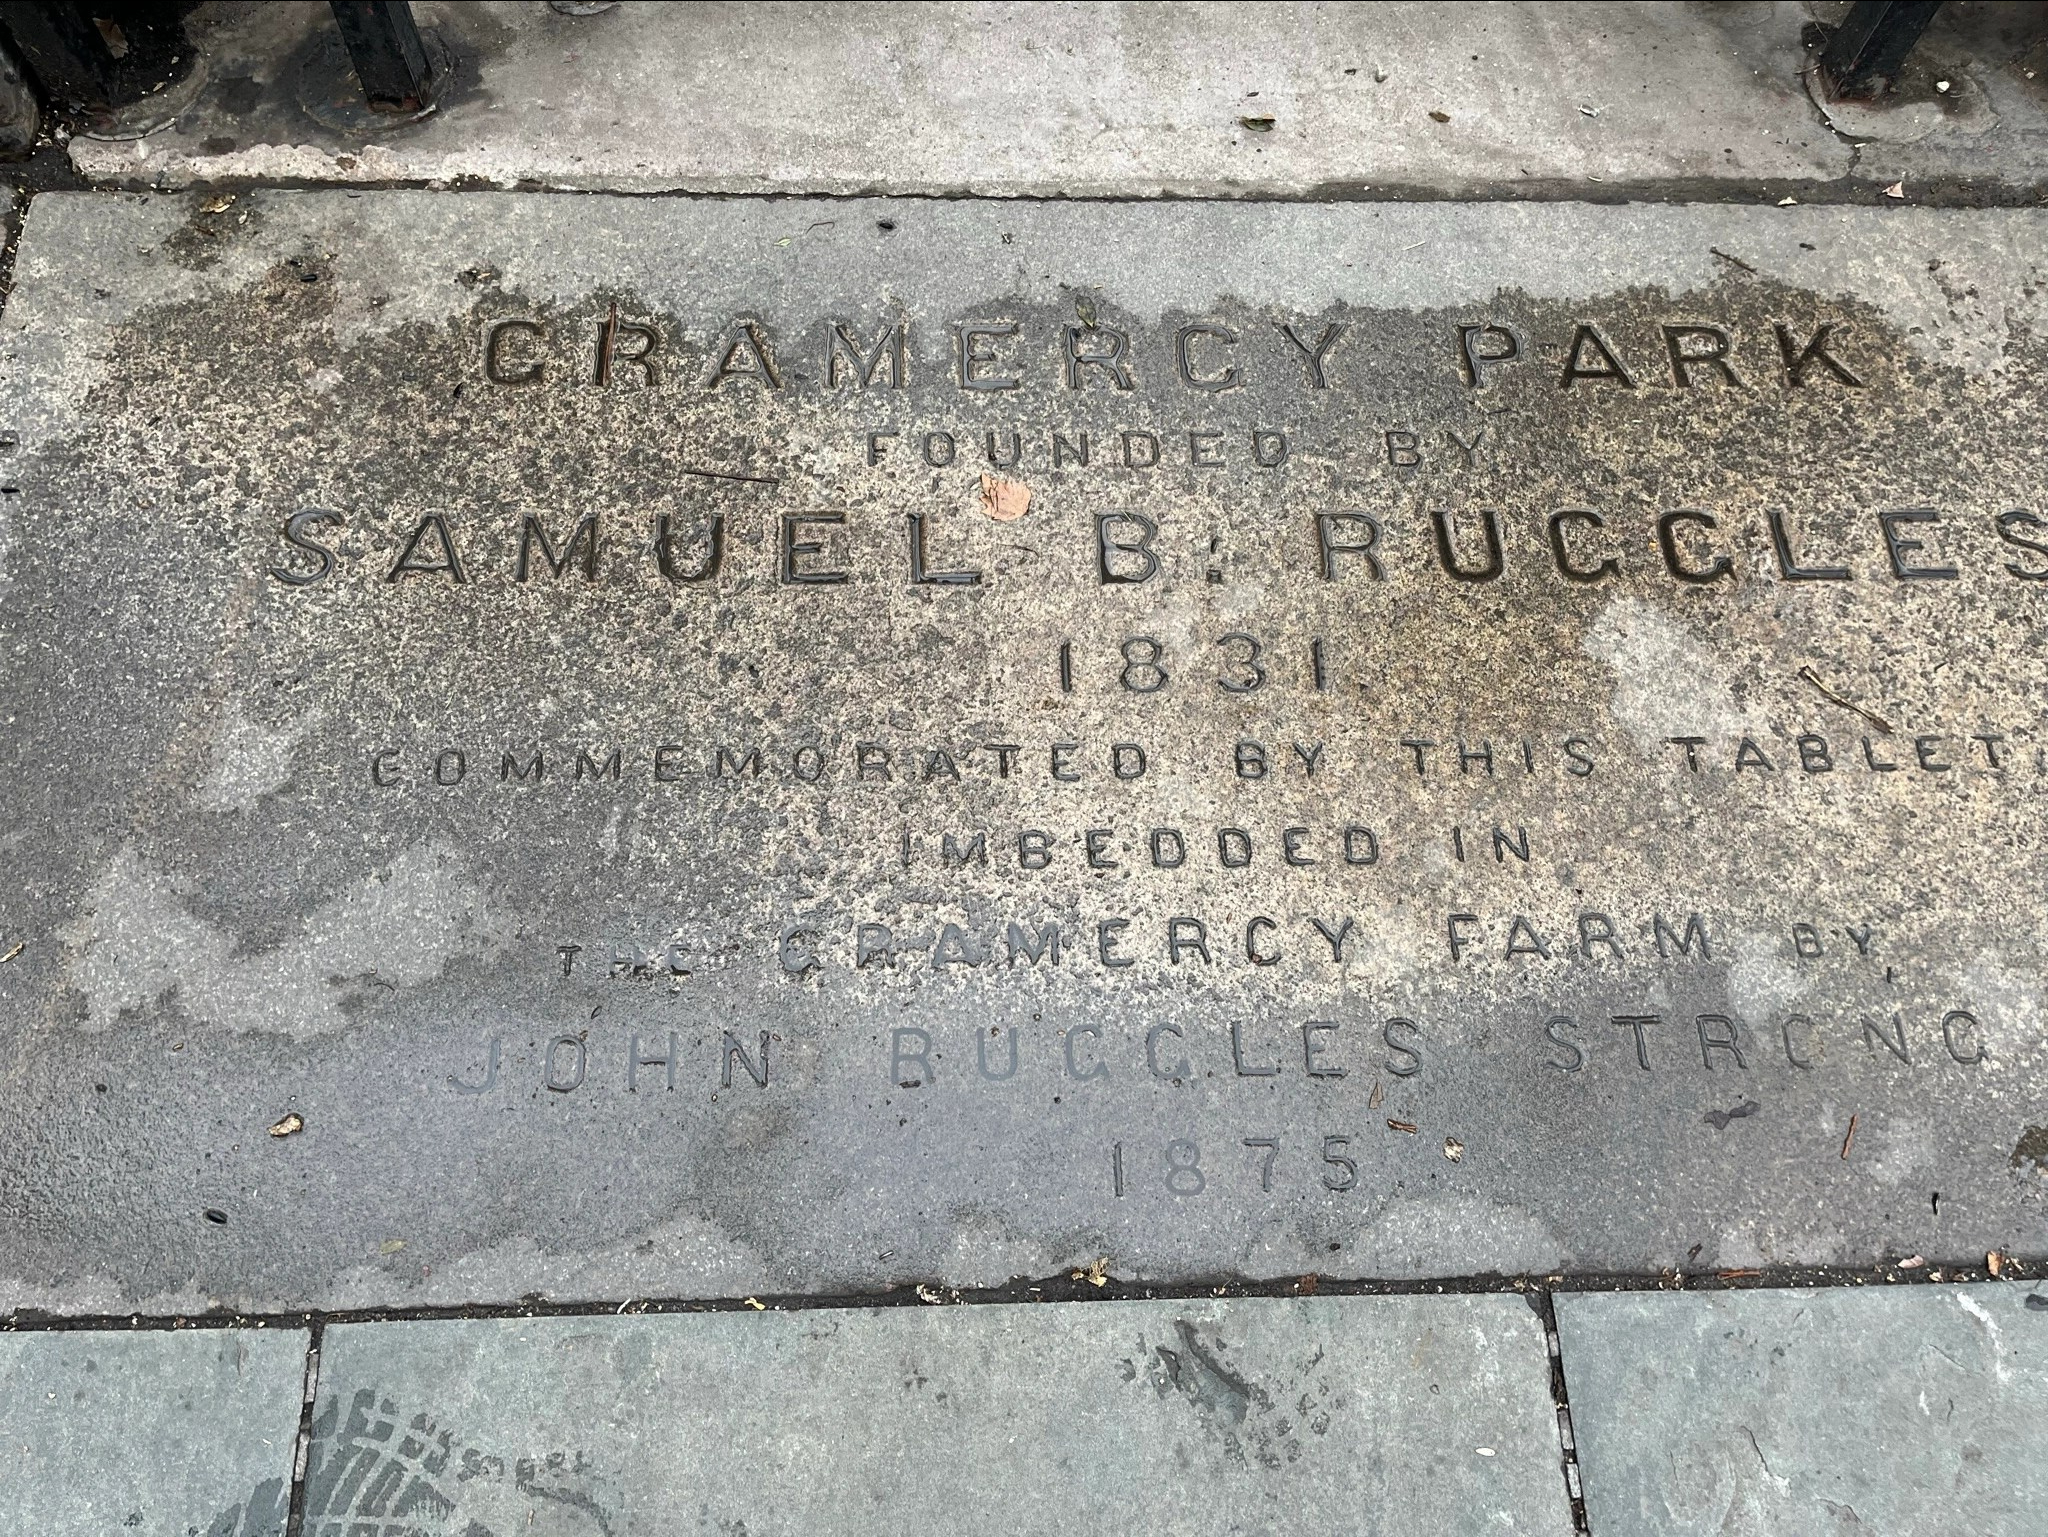 GRAMERCY PARK
FOUNDED BY
SAMUEL B. RUGGLES
1831
COMMEMORATED BY THIS TABLET,
IMBEDDED IN
THE GRAMERCY FARM BY,
JOHN RUGGLES STRONG
1875